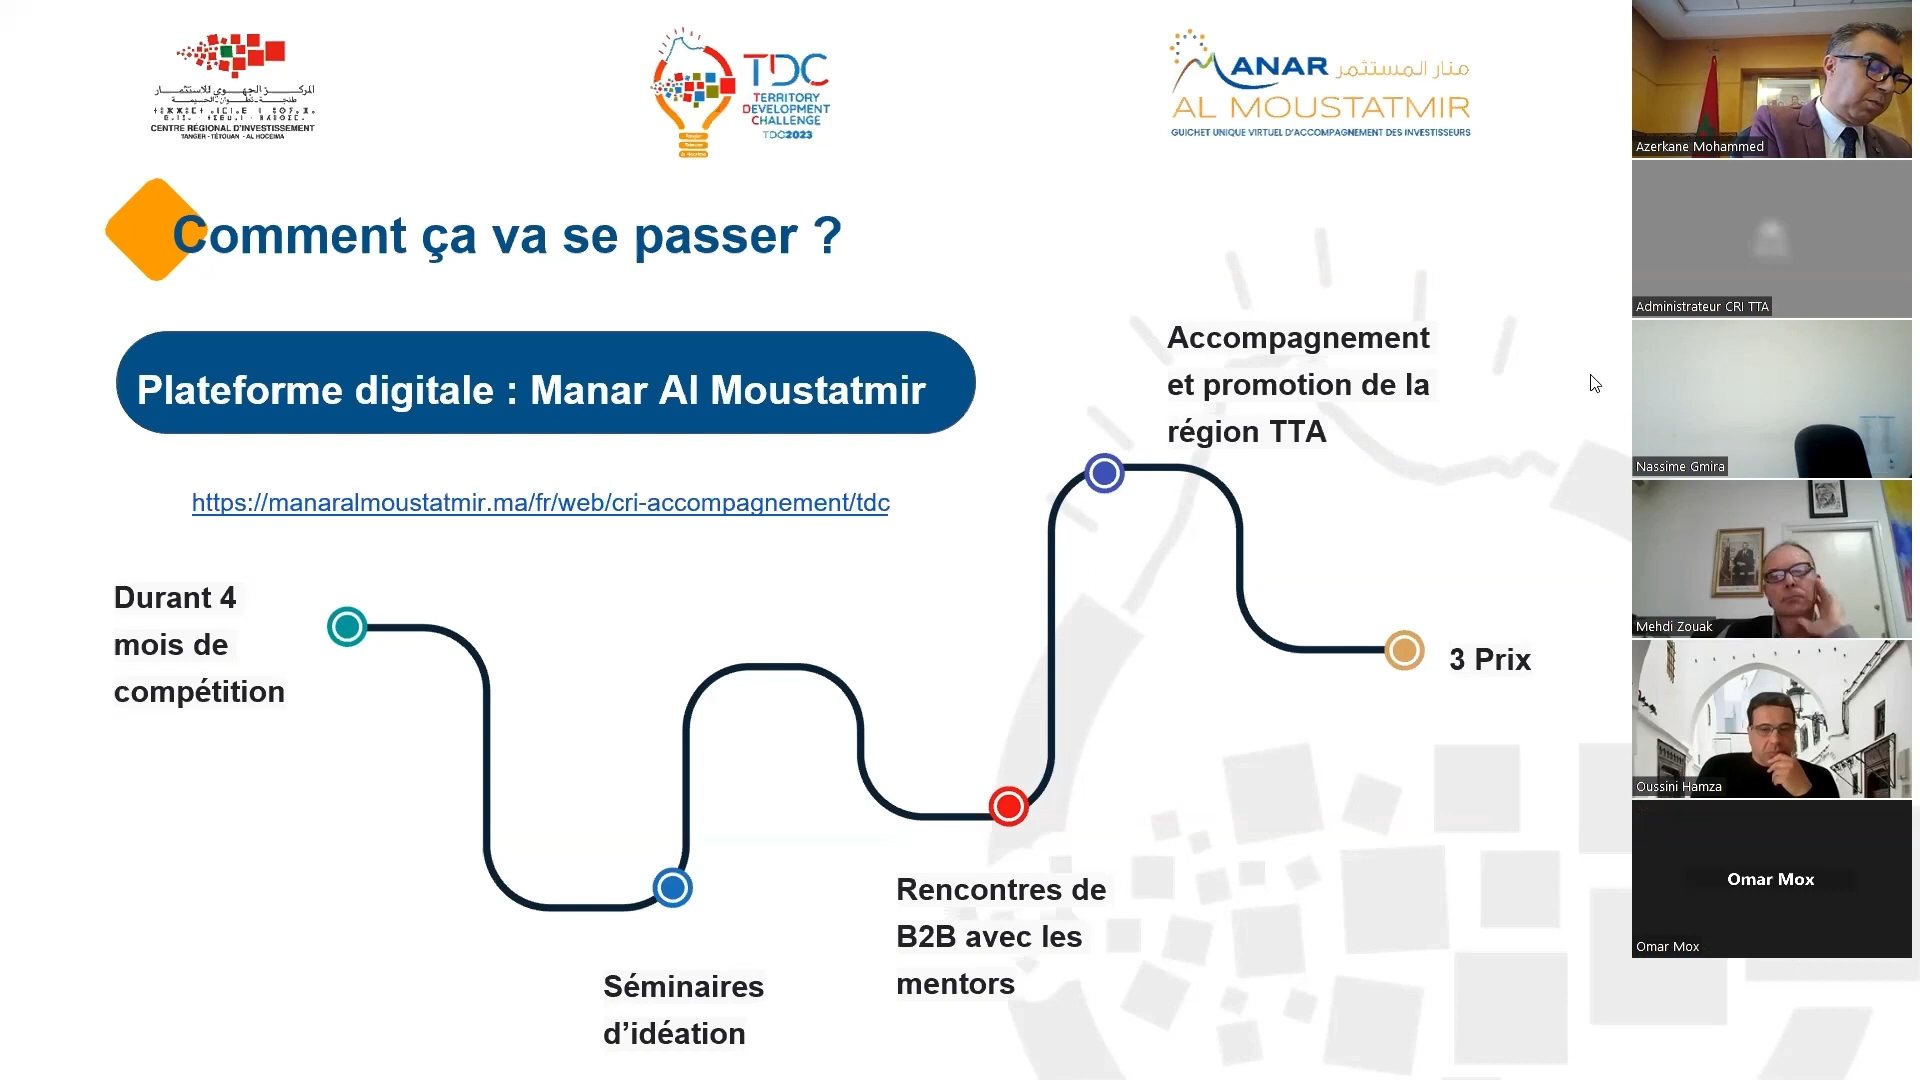 المركز الجهوي للاستثمار
طنجة - تطوان - الحسيمة
CENTRE RÉGIONAL D'INVESTISSEMENT
TANGER - TÉTOUAN - AL HOCEIMA
TDC
TERRITORY
DEVELOPMENT
CHALLENGE
TDC2023
MANAR منار المستثمر
AL MOUSTATMIR
GUICHET UNIQUE VIRTUEL D'ACCOMPAGNEMENT DES INVESTISSEURS
Comment ça va se passer ?
Plateforme digitale : Manar Al Moustatmir
https://manaralmoustatmir.ma/fr/web/cri-accompagnement/tdc
Durant 4
mois de
compétition
Séminaires
d’idéation
Rencontres de
B2B avec les
mentors
Accompagnement
et promotion de la
région TTA
3 Prix
Azerkane Mohammed
Administrateur CRI TTA
Nassime Gmira
Mehdi Zouak
Oussini Hamza
Omar Mox
Omar Mox